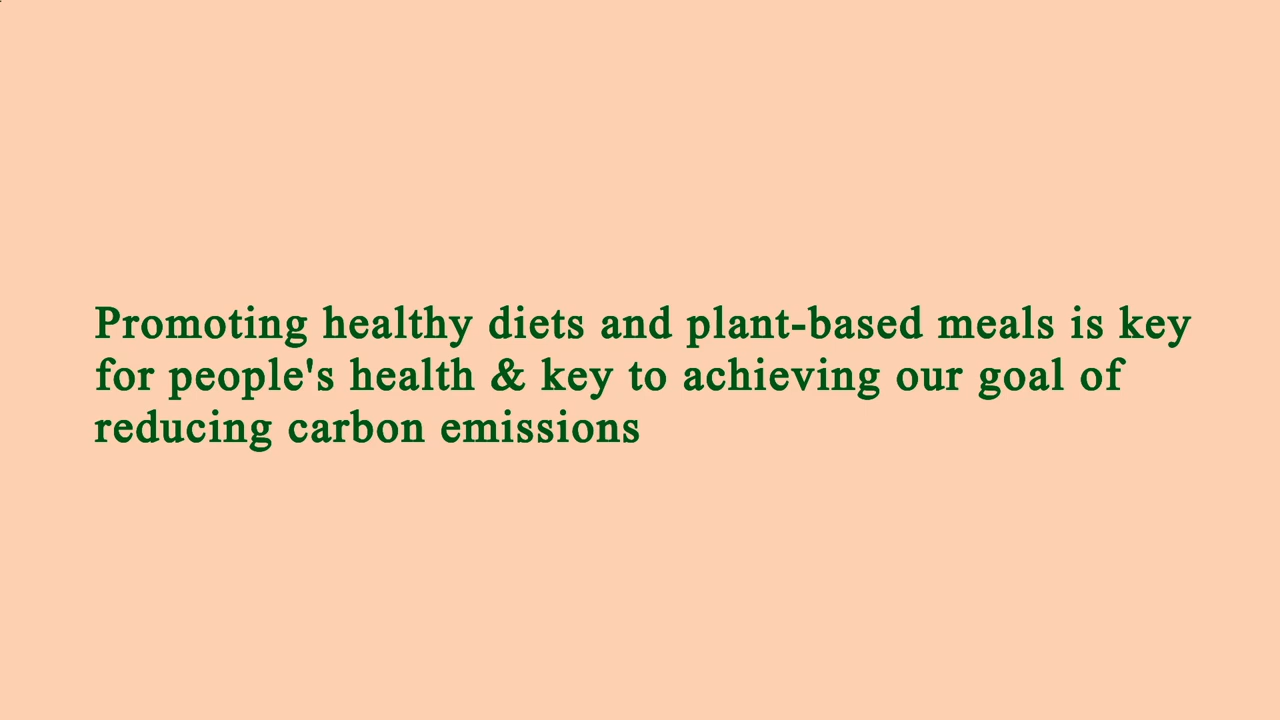 Promoting healthy diets and plant-based meals is key
for people's health & key to achieving our goal of
reducing carbon emissions